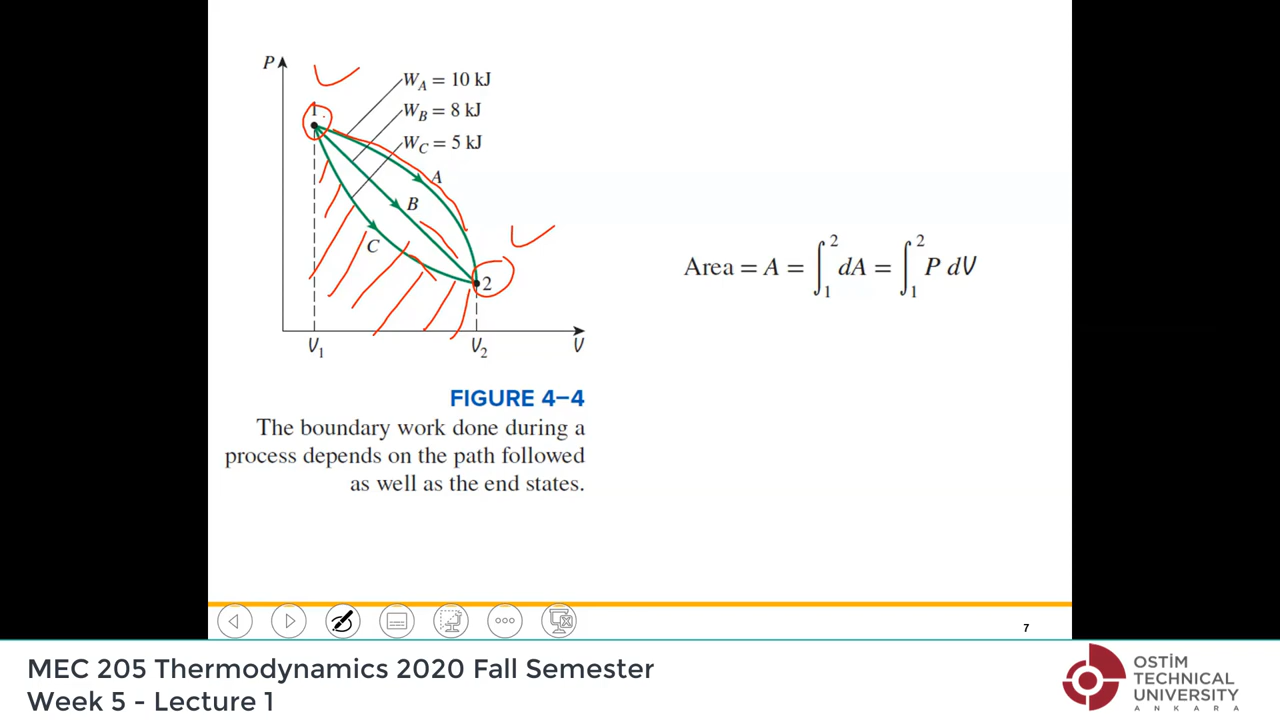 P
W_A = 10 kJ
W_B = 8 kJ
W_C = 5 kJ
1
A
B
C
2
V_1
V_2
V
Area = A = ∫_1^2 dA = ∫_1^2 P dV
FIGURE 4–4
The boundary work done during a
process depends on the path followed
as well as the end states.
7
MEC 205 Thermodynamics 2020 Fall Semester
Week 5 - Lecture 1
OSTİM
TECHNICAL
UNIVERSITY
ANKARA